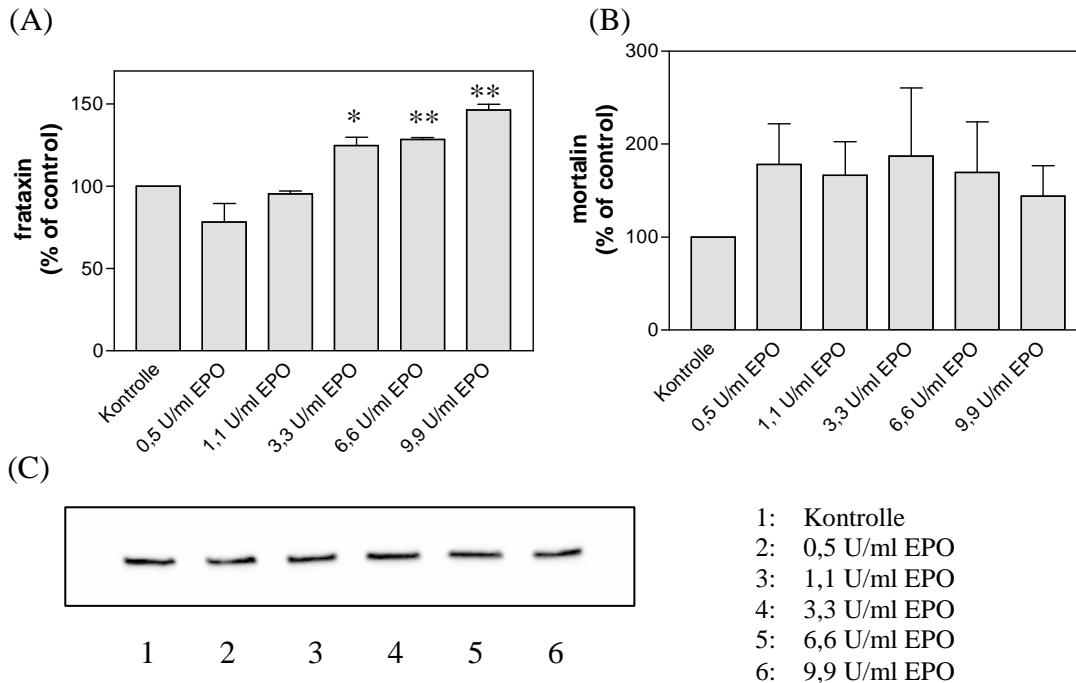 (A)
frataxin
(% of control)
150
100
50
0
*
**
**
Kontrolle
0,5 U/ml EPO
1,1 U/ml EPO
3,3 U/ml EPO
6,6 U/ml EPO
9,9 U/ml EPO
(B)
mortalin
(% of control)
300
200
100
0
Kontrolle
0,5 U/ml EPO
1,1 U/ml EPO
3,3 U/ml EPO
6,6 U/ml EPO
9,9 U/ml EPO
(C)
1 2 3 4 5 6
1: Kontrolle
2: 0,5 U/ml EPO
3: 1,1 U/ml EPO
4: 3,3 U/ml EPO
5: 6,6 U/ml EPO
6: 9,9 U/ml EPO